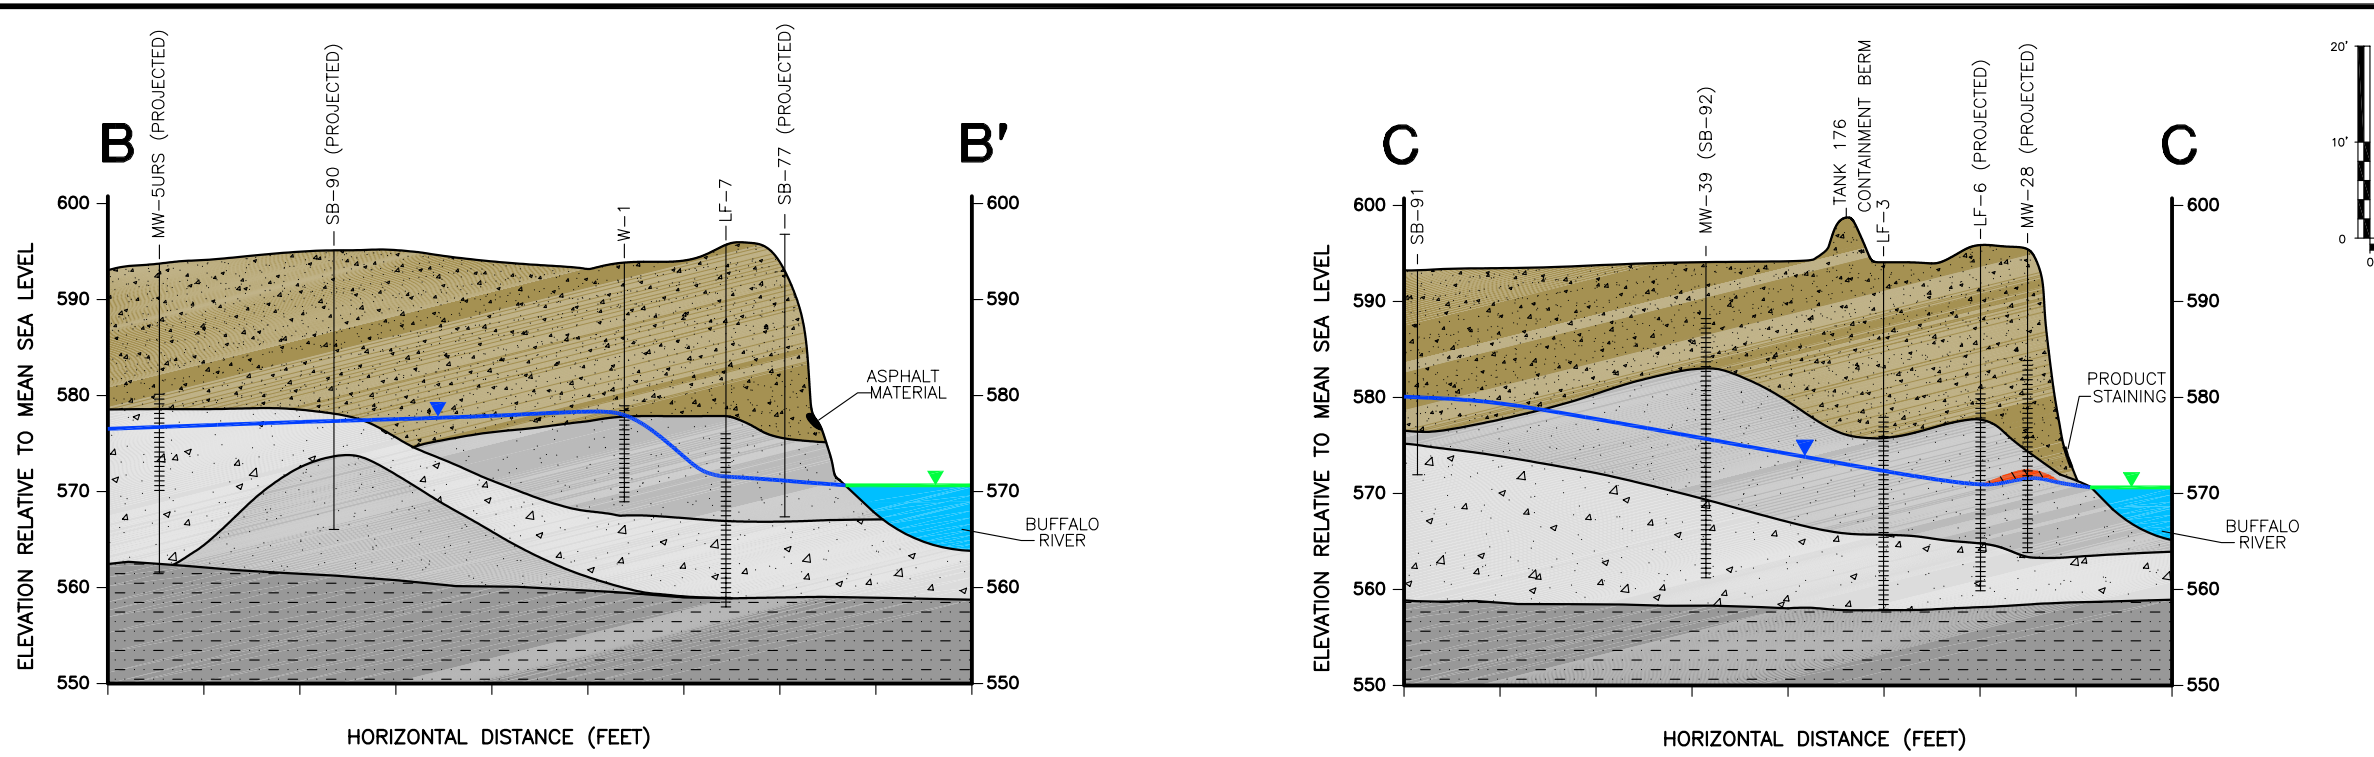 B
MW-5URS (PROJECTED)
SB-90 (PROJECTED)
W-1
LF-7
SB-77 (PROJECTED)
B'
600
590
580
570
560
550
ELEVATION RELATIVE TO MEAN SEA LEVEL
600
590
580
570
560
550
ASPHALT
MATERIAL
BUFFALO
RIVER
HORIZONTAL DISTANCE (FEET)
C
SB-91
MW-39 (SB-92)
TANK 176
CONTAINMENT BERM
LF-3
LF-6 (PROJECTED)
MW-28 (PROJECTED)
C
600
590
580
570
560
550
ELEVATION RELATIVE TO MEAN SEA LEVEL
600
590
580
570
560
550
PRODUCT
STAINING
BUFFALO
RIVER
HORIZONTAL DISTANCE (FEET)
20'
10'
0
0